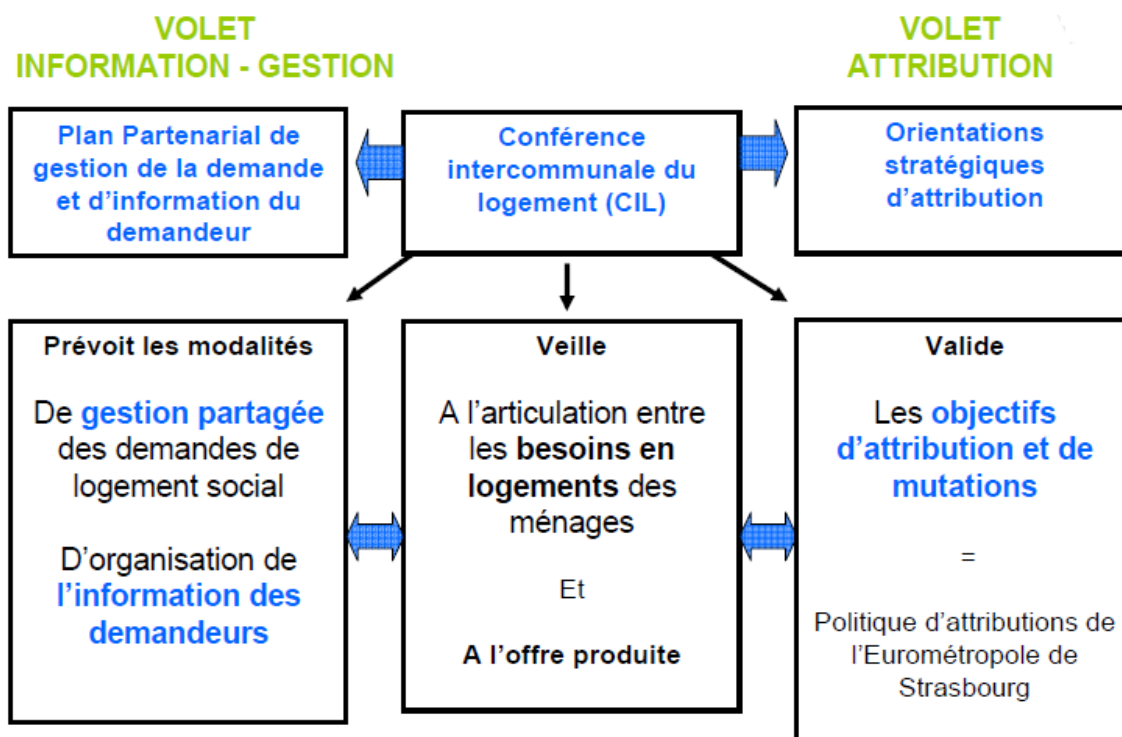 VOLET
INFORMATION - GESTION
VOLET
ATTRIBUTION
Plan Partenarial de
gestion de la demande
et d'information du
demandeur
Conférence
intercommunale du
logement (CIL)
Orientations
stratégiques
d'attribution
Prévoit les modalités
De gestion partagée
des demandes de
logement social
D'organisation de
l'information des
demandeurs
Veille
A l'articulation entre
les besoins en
logements des
ménages
Et
A l'offre produite
Valide
Les objectifs
d'attribution et de
mutations
=
Politique d'attributions de
l'Eurométropole de
Strasbourg